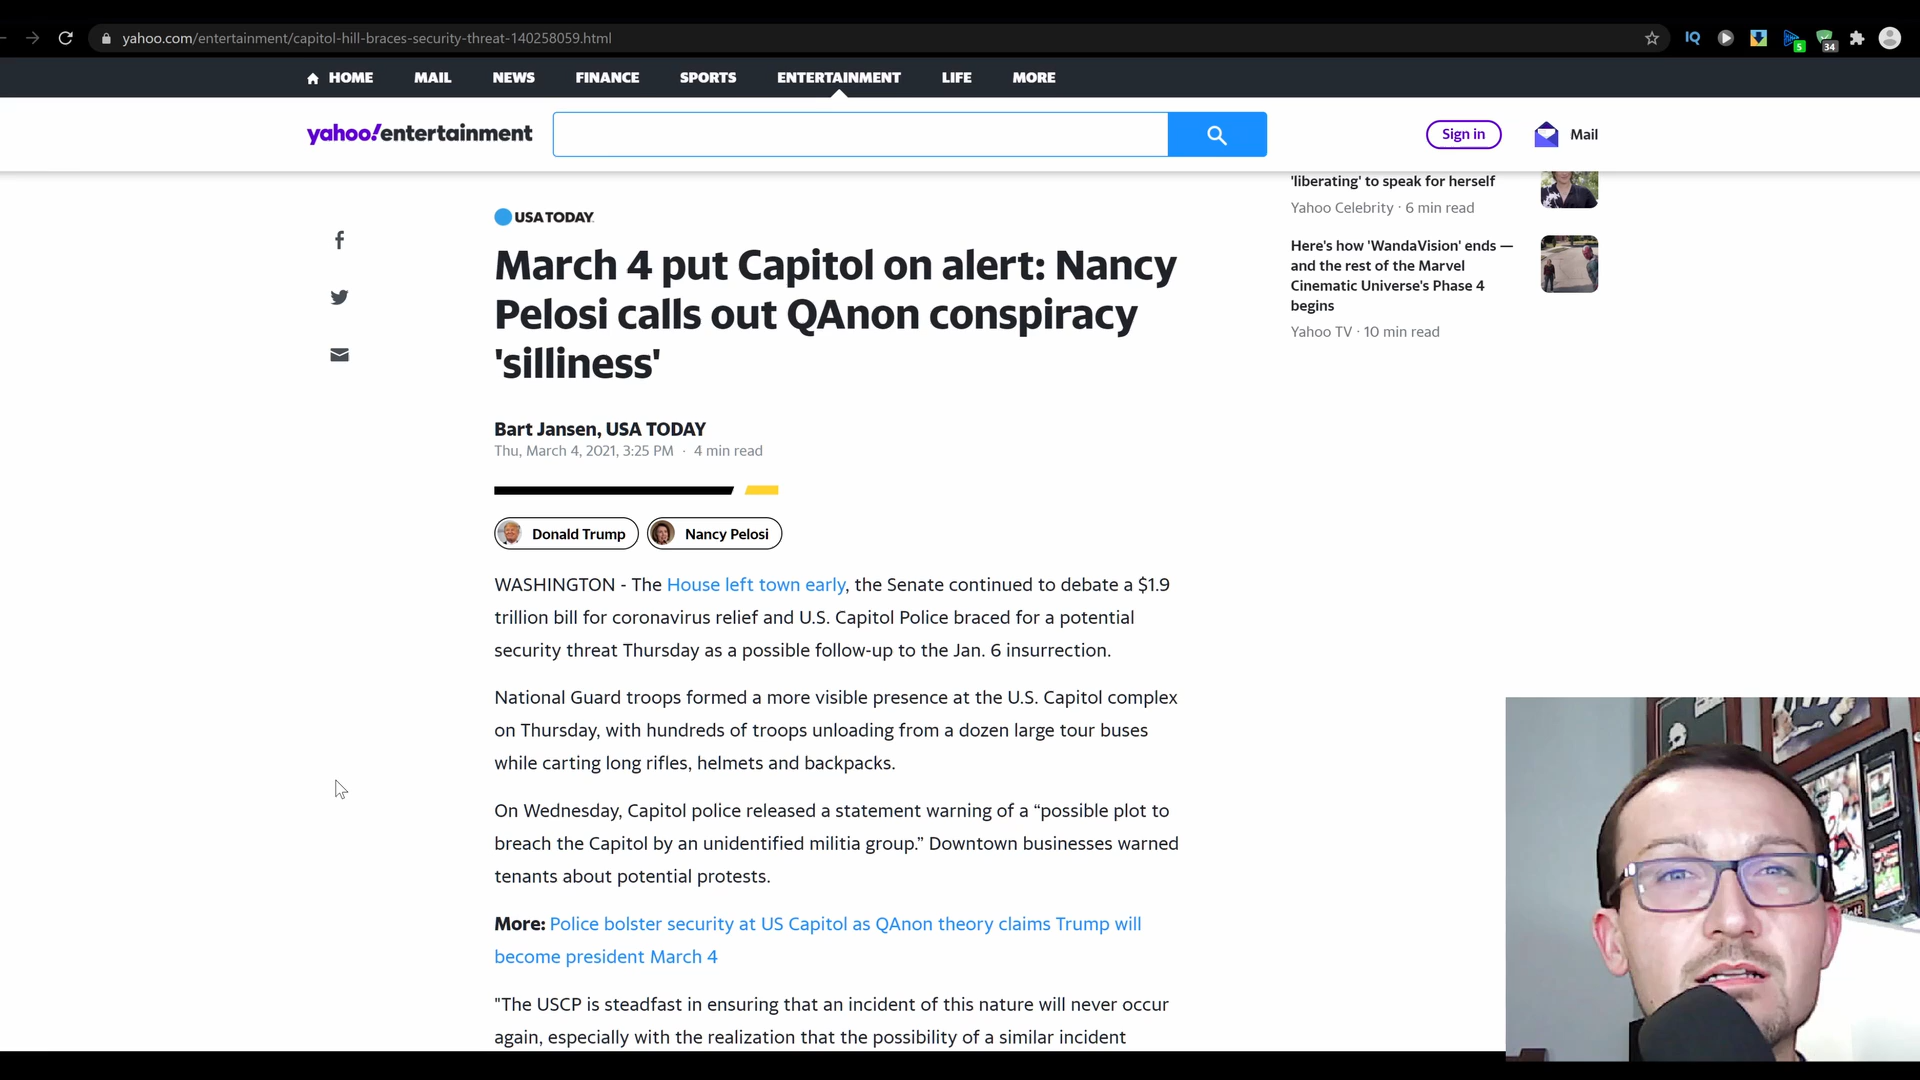 yahoo.com/entertainment/capitol-hill-braces-security-threat-140258059.html
IQ
5
34
HOME MAIL NEWS FINANCE SPORTS ENTERTAINMENT LIFE MORE
yahoo!entertainment
Sign in
Mail
USA TODAY
March 4 put Capitol on alert: Nancy
Pelosi calls out QAnon conspiracy
'silliness'
Bart Jansen, USA TODAY
Thu, March 4, 2021, 3:25 PM · 4 min read
Donald Trump
Nancy Pelosi
WASHINGTON - The House left town early, the Senate continued to debate a $1.9
trillion bill for coronavirus relief and U.S. Capitol Police braced for a potential
security threat Thursday as a possible follow-up to the Jan. 6 insurrection.
National Guard troops formed a more visible presence at the U.S. Capitol complex
on Thursday, with hundreds of troops unloading from a dozen large tour buses
while carting long rifles, helmets and backpacks.
On Wednesday, Capitol police released a statement warning of a “possible plot to
breach the Capitol by an unidentified militia group.” Downtown businesses warned
tenants about potential protests.
More: Police bolster security at US Capitol as QAnon theory claims Trump will
become president March 4
"The USCP is steadfast in ensuring that an incident of this nature will never occur
again, especially with the realization that the possibility of a similar incident
'liberating' to speak for herself
Yahoo Celebrity · 6 min read
Here's how 'WandaVision' ends —
and the rest of the Marvel
Cinematic Universe's Phase 4
begins
Yahoo TV · 10 min read